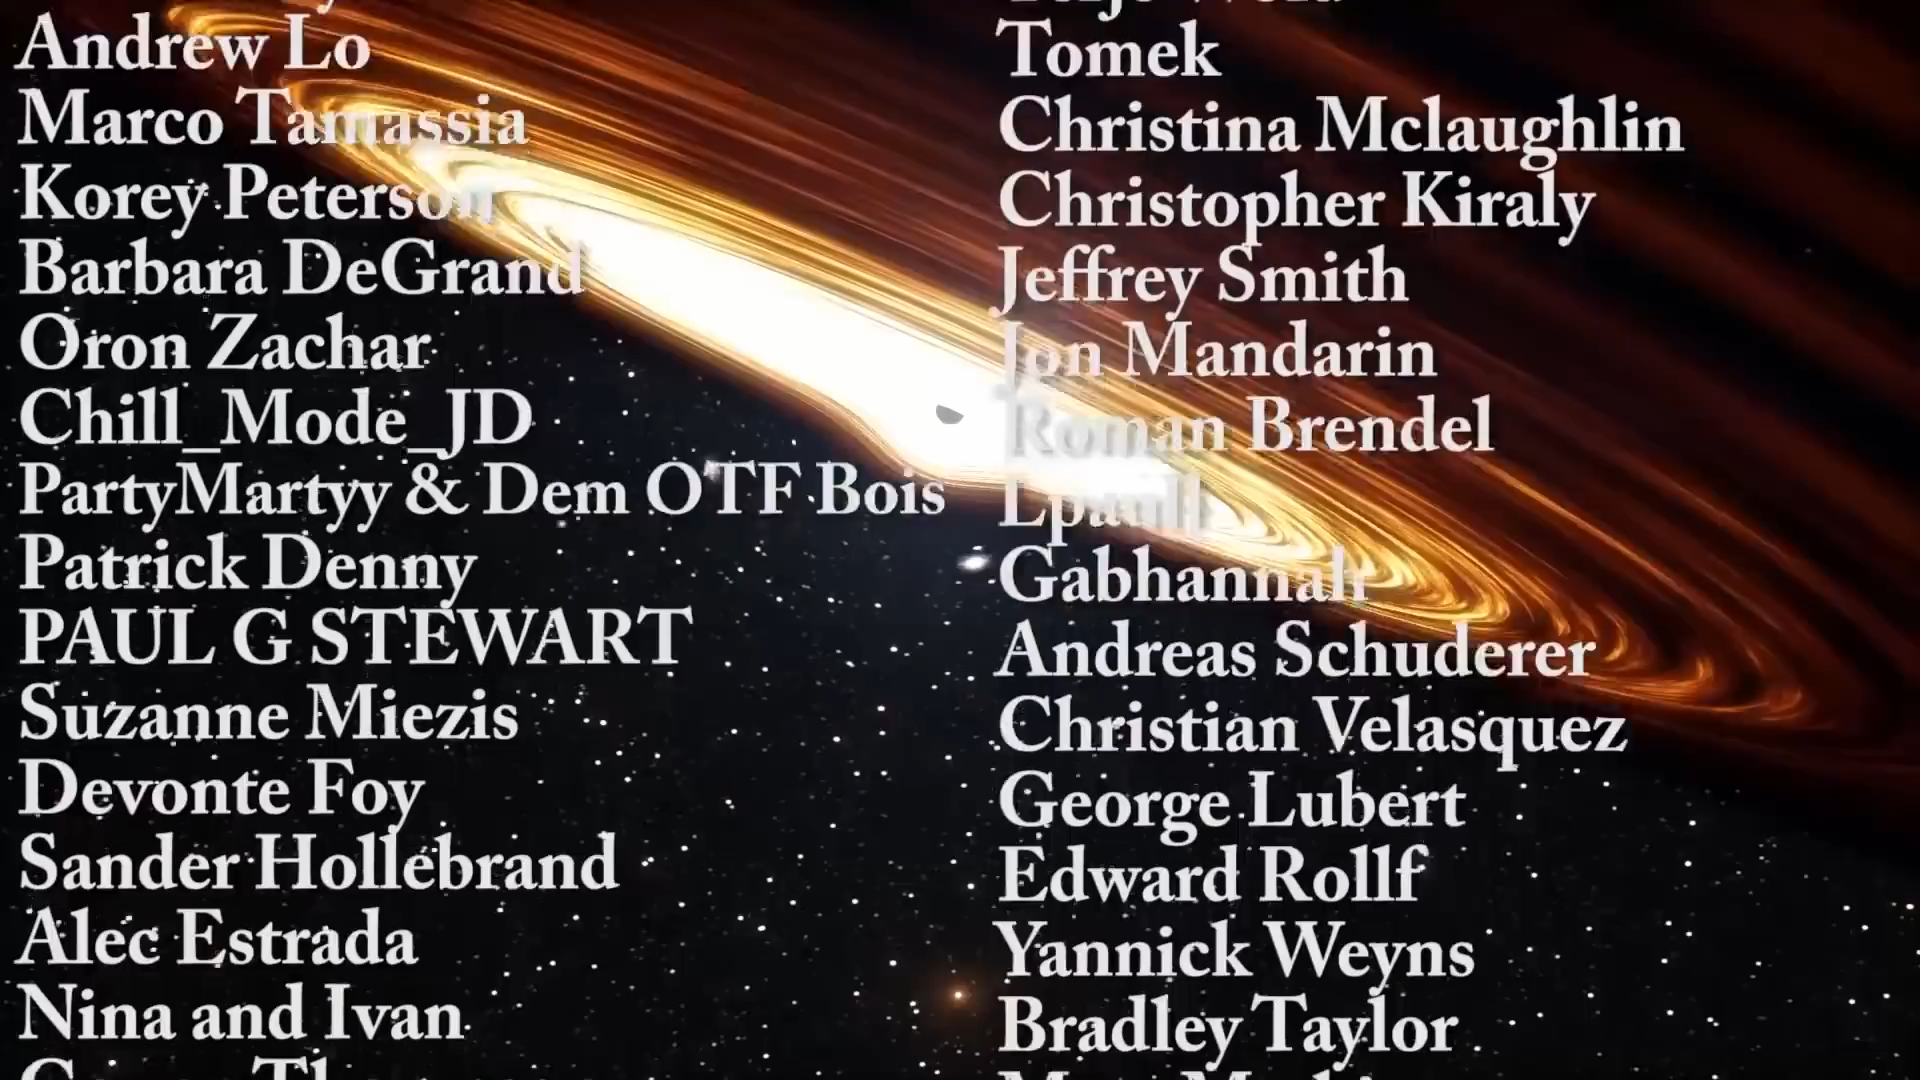 Andrew Lo
Marco Tamassia
Korey Peterson
Barbara DeGrand
Oron Zachar
Chill_Mode_JD
PartyMartyy & Dem OTF Bois
Patrick Denny
PAUL G STEWART
Suzanne Miezis
Devonte Foy
Sander Hollebrand
Alec Estrada
Nina and Ivan
Tomek
Christina Mclaughlin
Christopher Kiraly
Jeffrey Smith
Jon Mandarin
Roman Brendel
Lpaull
Gabhannah
Andreas Schuderer
Christian Velasquez
George Lubert
Edward Rollf
Yannick Weyns
Bradley Taylor